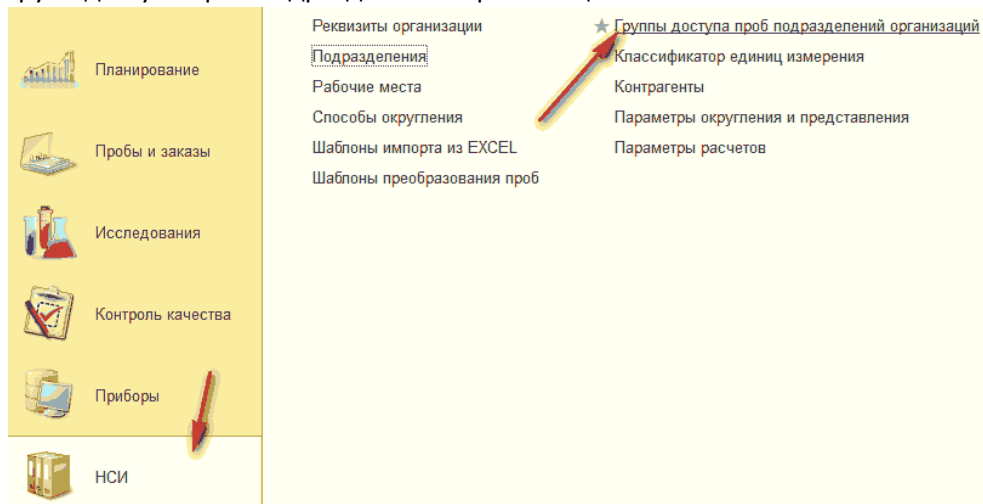 Планирование
Пробы и заказы
Исследования
Контроль качества
Приборы
НСИ
Реквизиты организации
Подразделения
Рабочие места
Способы округления
Шаблоны импорта из EXCEL
Шаблоны преобразования проб
Группы доступа проб подразделений организаций
Классификатор единиц измерения
Контрагенты
Параметры округления и представления
Параметры расчетов